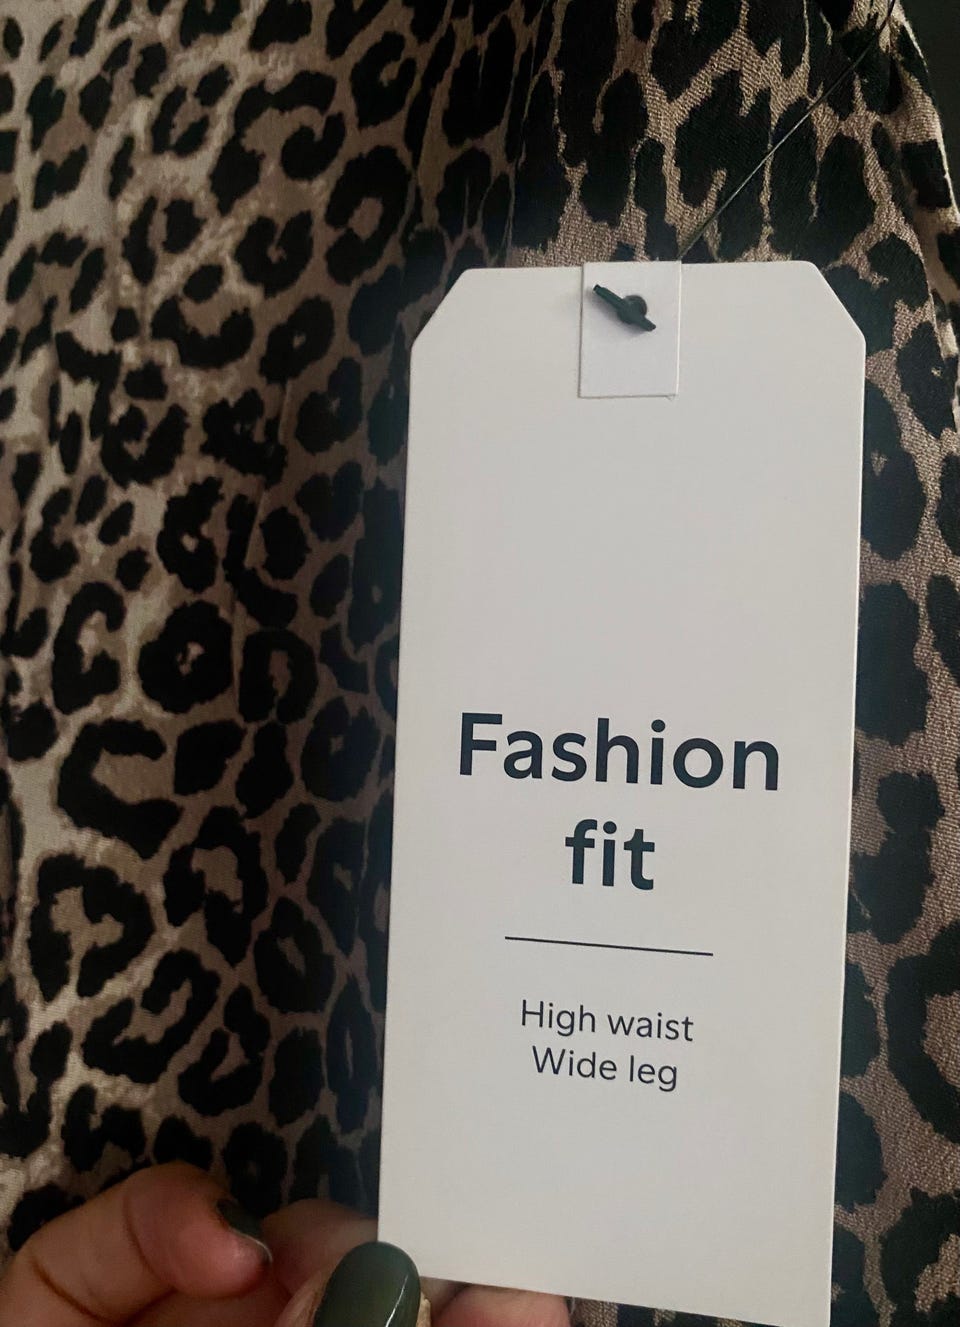 Fashion
fit
High waist
Wide leg